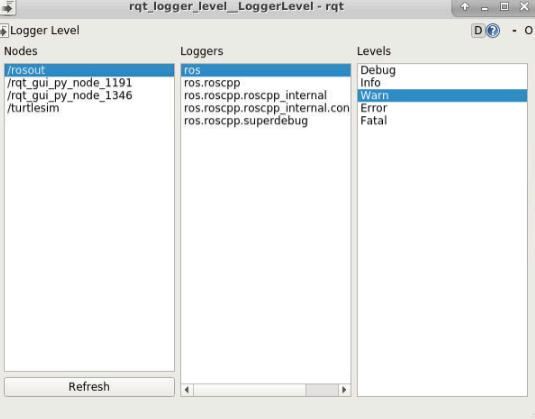 rqt_logger_level__LoggerLevel - rqt
Logger Level
D? - O
Nodes
/rosout
/rqt_gui_py_node_1191
/rqt_gui_py_node_1346
/turtlesim
Refresh
Loggers
ros
ros.roscpp
ros.roscpp.roscpp_internal
ros.roscpp.roscpp_internal.con
ros.roscpp.superdebug
Levels
Debug
Info
Warn
Error
Fatal